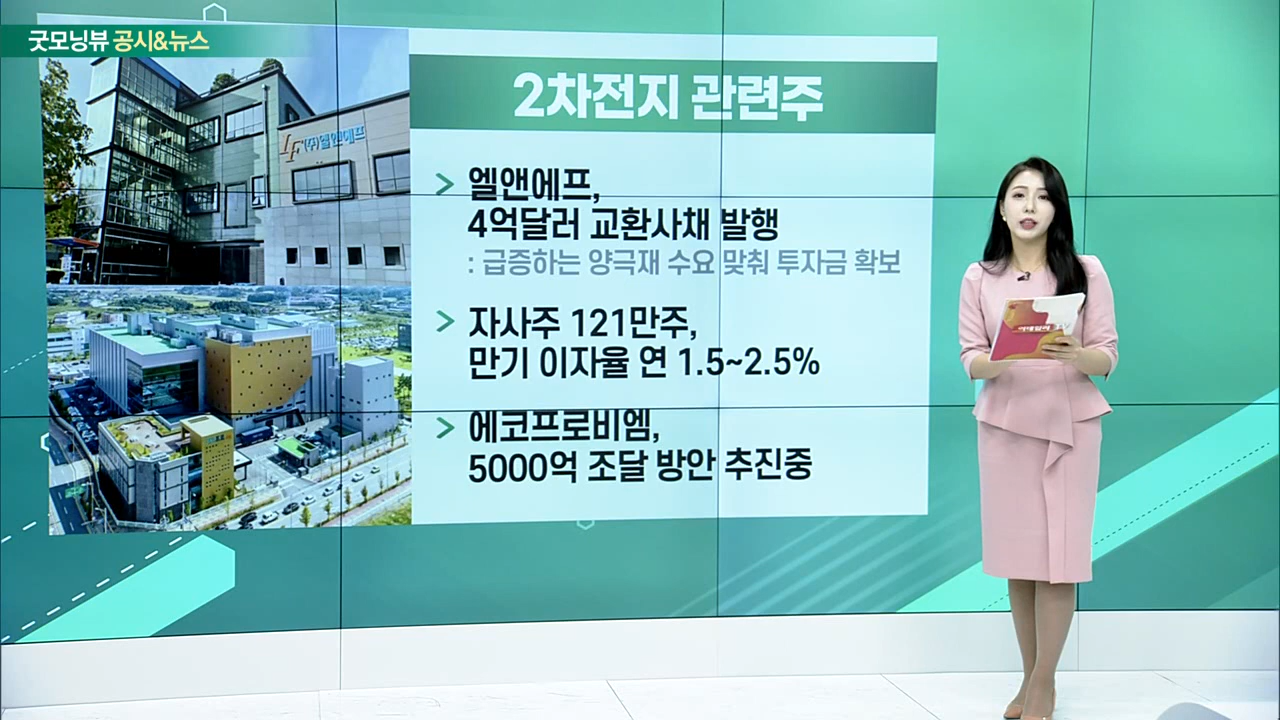 굿모닝뷰 공시&뉴스
2차전지 관련주
LF (주)엘앤에프
> 엘앤에프,
4억달러 교환사채 발행
: 급증하는 양극재 수요 맞춰 투자금 확보
> 자사주 121만주,
만기 이자율 연 1.5~2.5%
> 에코프로비엠,
5000억 조달 방안 추진중